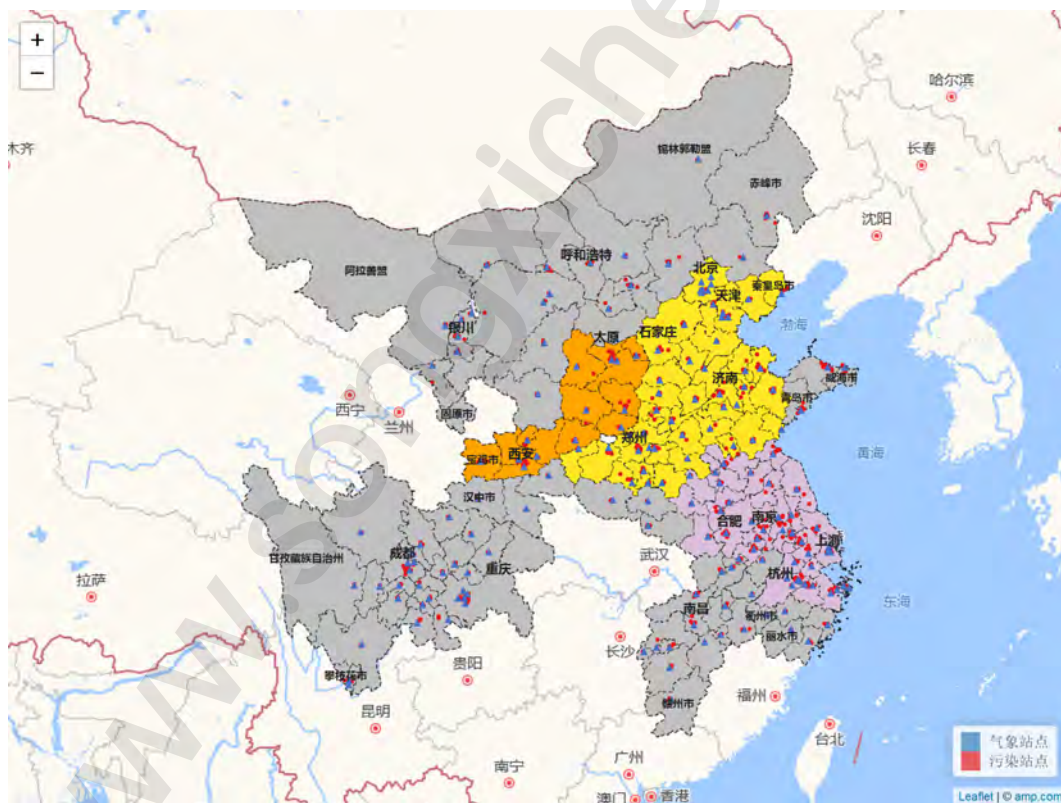 +
−
哈尔滨
木齐
长春
锡林郭勒盟
赤峰市
沈阳
呼和浩特
阿拉善盟
北京
天津
秦皇岛市
银川
太原
石家庄
渤海
济南
威海市
青岛市
西宁
兰州
固原市
郑州
西安
宝鸡市
黄海
汉中市
合肥
南京
上海
甘孜藏族自治州
成都
重庆
武汉
杭州
拉萨
东海
南昌
衢州市
丽水市
长沙
贵阳
攀枝花市
赣州市
福州
昆明
台北
广州
南宁
澳门
香港
气象站点
污染站点
Leaflet | © amp.com
www.songxiche